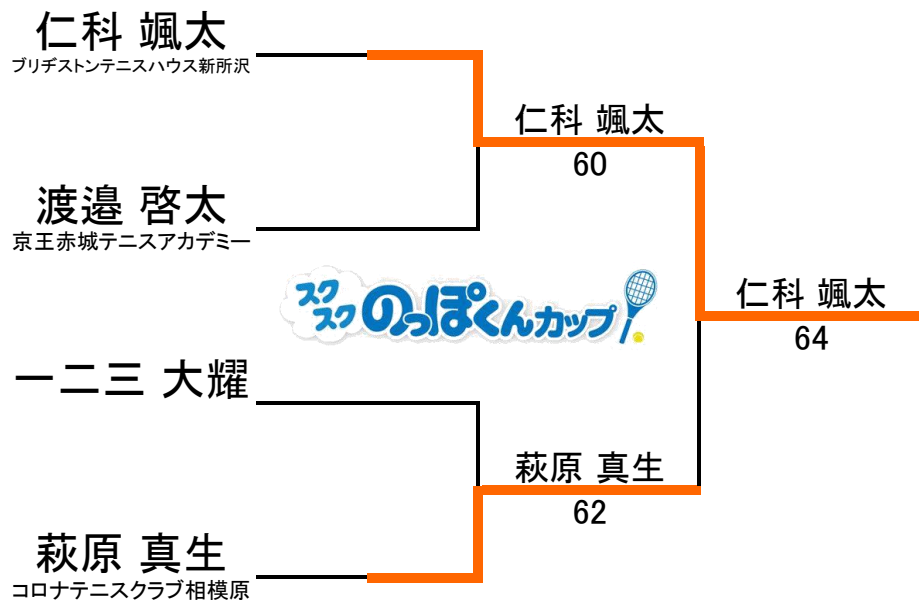 仁科 颯太
ブリヂストンテニスハウス新所沢
仁科 颯太
60
渡邉 啓太
京王赤城テニスアカデミー
スクスク のっぽくんカップ
仁科 颯太
64
一二三 大耀
萩原 真生
62
萩原 真生
コロナテニスクラブ相模原